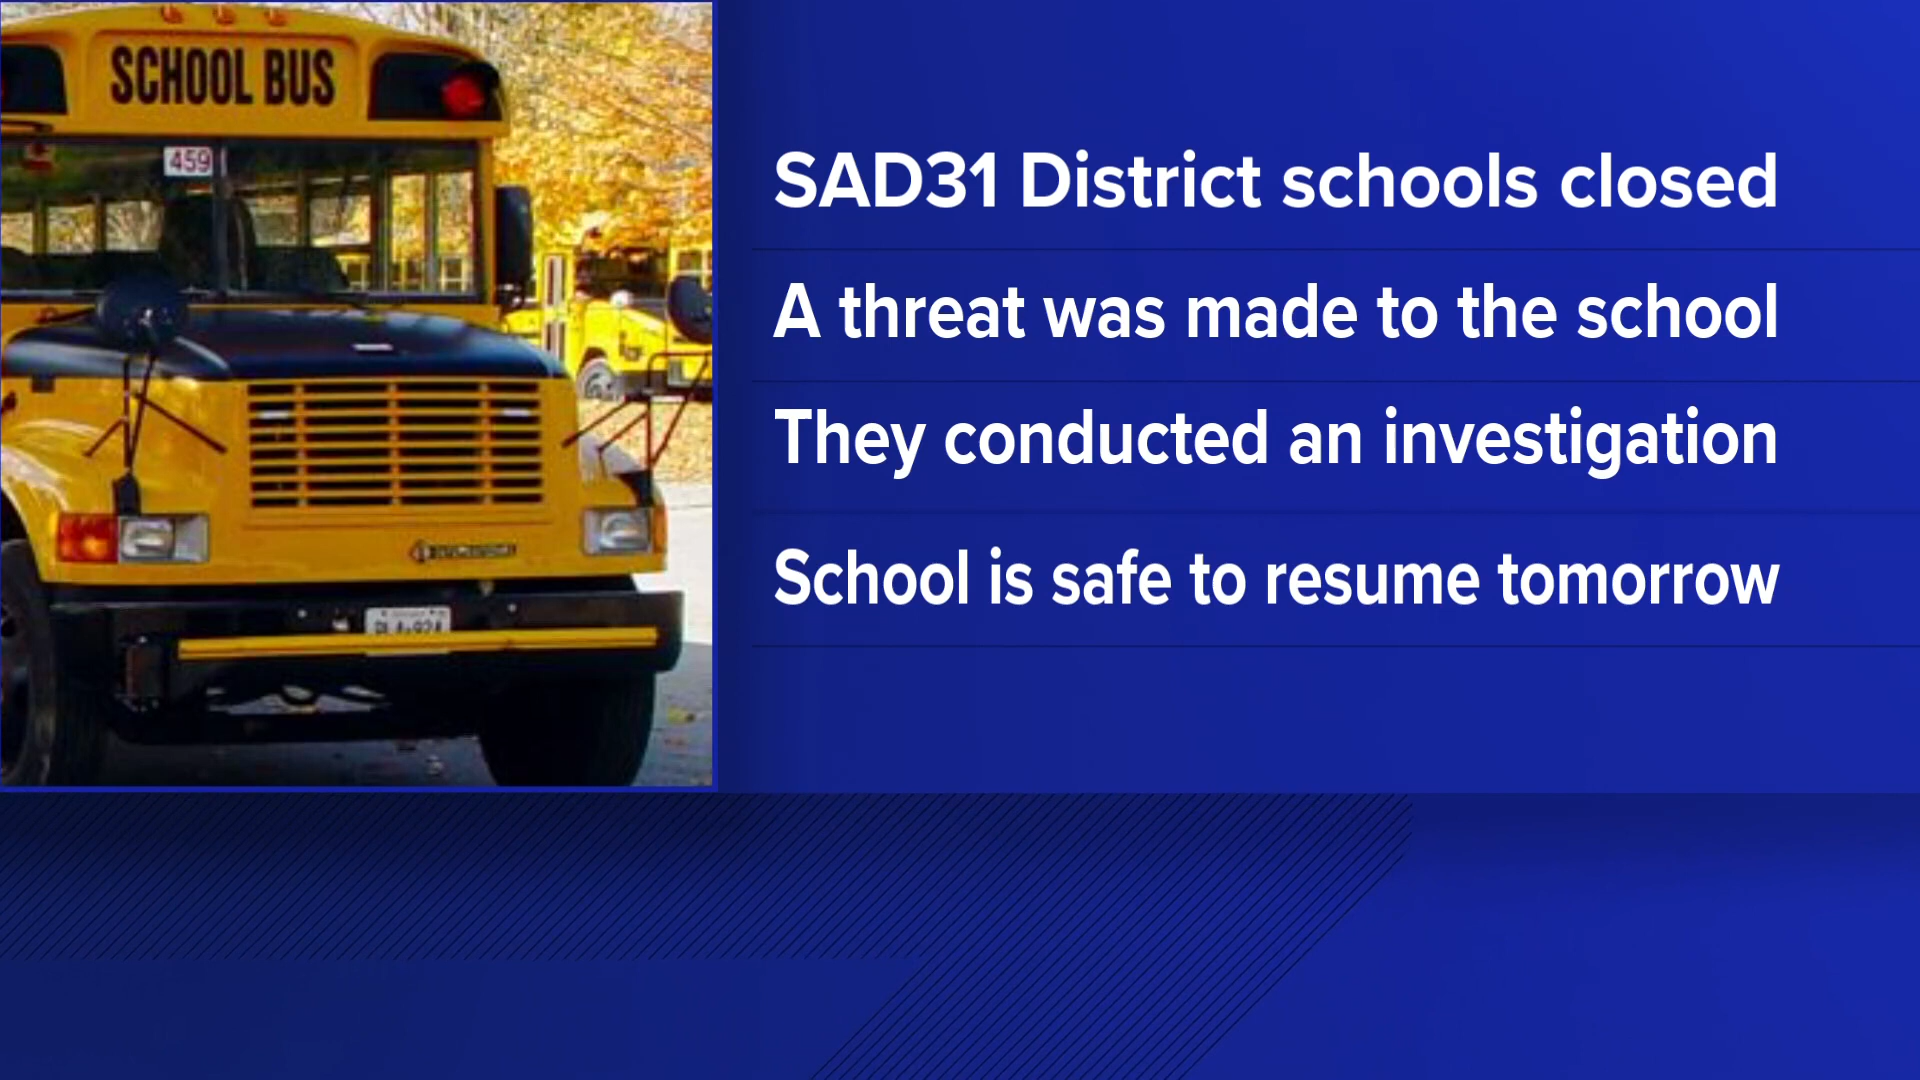 SCHOOL BUS
459
SAD31 District schools closed
A threat was made to the school
They conducted an investigation
School is safe to resume tomorrow